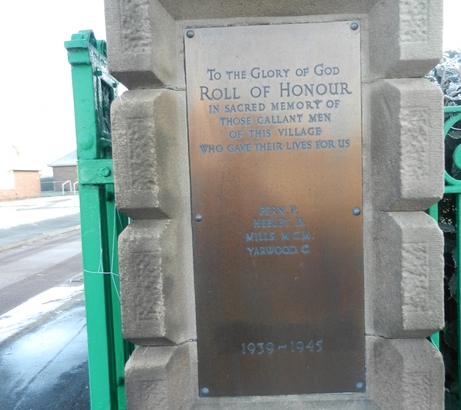 To the Glory of God
Roll of Honour
in sacred memory of
those gallant men
of this village
who gave their lives for us
Mills. W.C.M.
Yarwood. C.
1939~1945